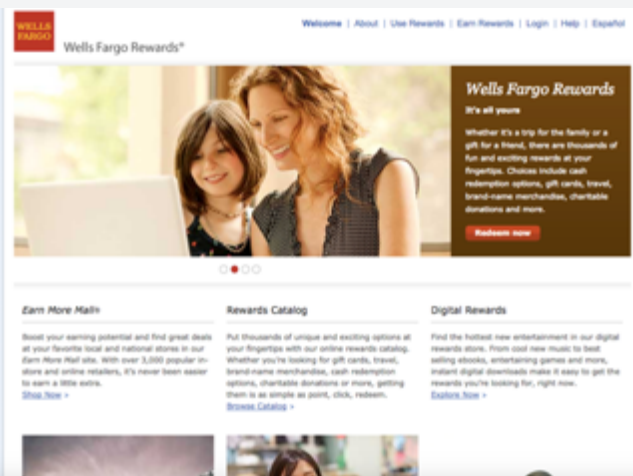 WELLS
FARGO
Welcome | About | Use Rewards | Earn Rewards | Login | Help | Español
Wells Fargo Rewards®
Wells Fargo Rewards
It's all yours
Whether it's a trip for the family or a
gift for a friend, there are thousands of
fun and exciting rewards at your
fingertips. Choices include cash
redemption options, gift cards, travel,
brand-name merchandise, charitable
donations and more.
Redeem now
Earn More Mall®
Boost your earning potential and find great deals
at your favorite local and national stores in our
Earn More Mall site. With over 3,000 popular in-
store and online retailers, it's never been easier
to earn a little extra.
Shop Now >
Rewards Catalog
Put thousands of unique and exciting options at
your fingertips with our online rewards catalog.
Whether you're looking for gift cards, travel,
brand-name merchandise, cash redemption
options, charitable donations or more, getting
them is as simple as point, click, redeem.
Browse Catalog >
Digital Rewards
Find the hottest new entertainment in our digital
rewards store. From cool new music to best
selling ebooks, entertaining games and more,
instant digital downloads make it easy to get the
rewards you're looking for, right now.
Explore Now >